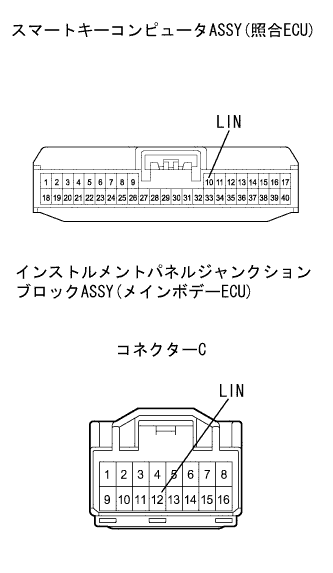 スマートキーコンピュータASSY(照合ECU)
LIN
1 2 3 4 5 6 7 8 9 10 11 12 13 14 15 16 17
18 19 20 21 22 23 24 25 26 27 28 29 30 31 32 33 34 35 36 37 38 39 40
インストルメントパネルジャンクション
ブロックASSY(メインボデーECU)
コネクターC
LIN
1 2 3 4 5 6 7 8
9 10 11 12 13 14 15 16